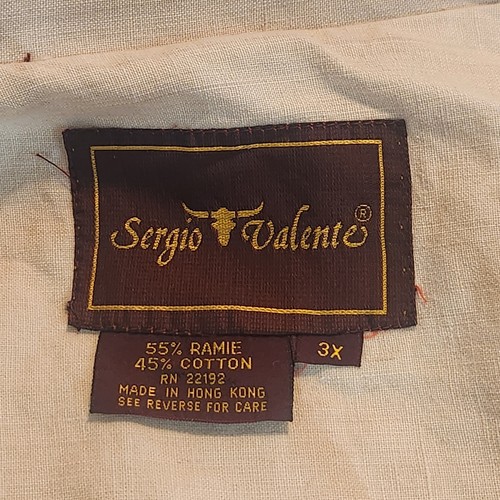 Sergio Valente ®
55% RAMIE
45% COTTON
RN 22192
MADE IN HONG KONG
SEE REVERSE FOR CARE
3X